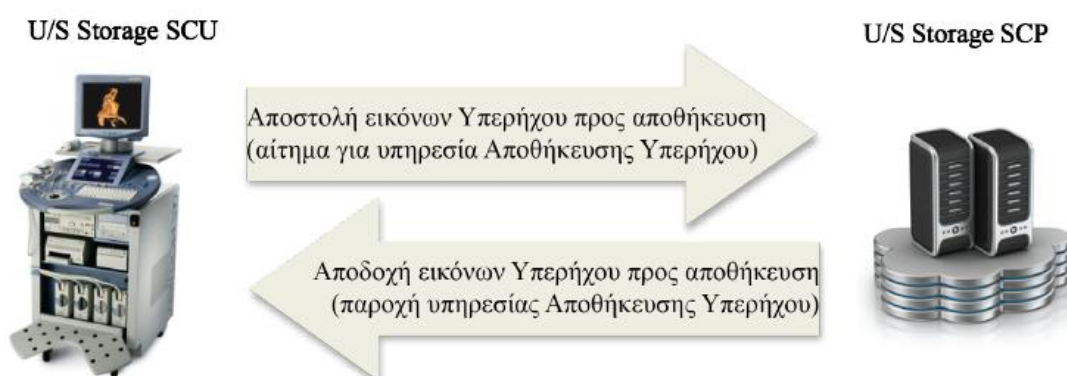 U/S Storage SCU
U/S Storage SCP
Αποστολή εικόνων Υπερήχου προς αποθήκευση
(αίτημα για υπηρεσία Αποθήκευσης Υπερήχου)
Αποδοχή εικόνων Υπερήχου προς αποθήκευση
(παροχή υπηρεσίας Αποθήκευσης Υπερήχου)